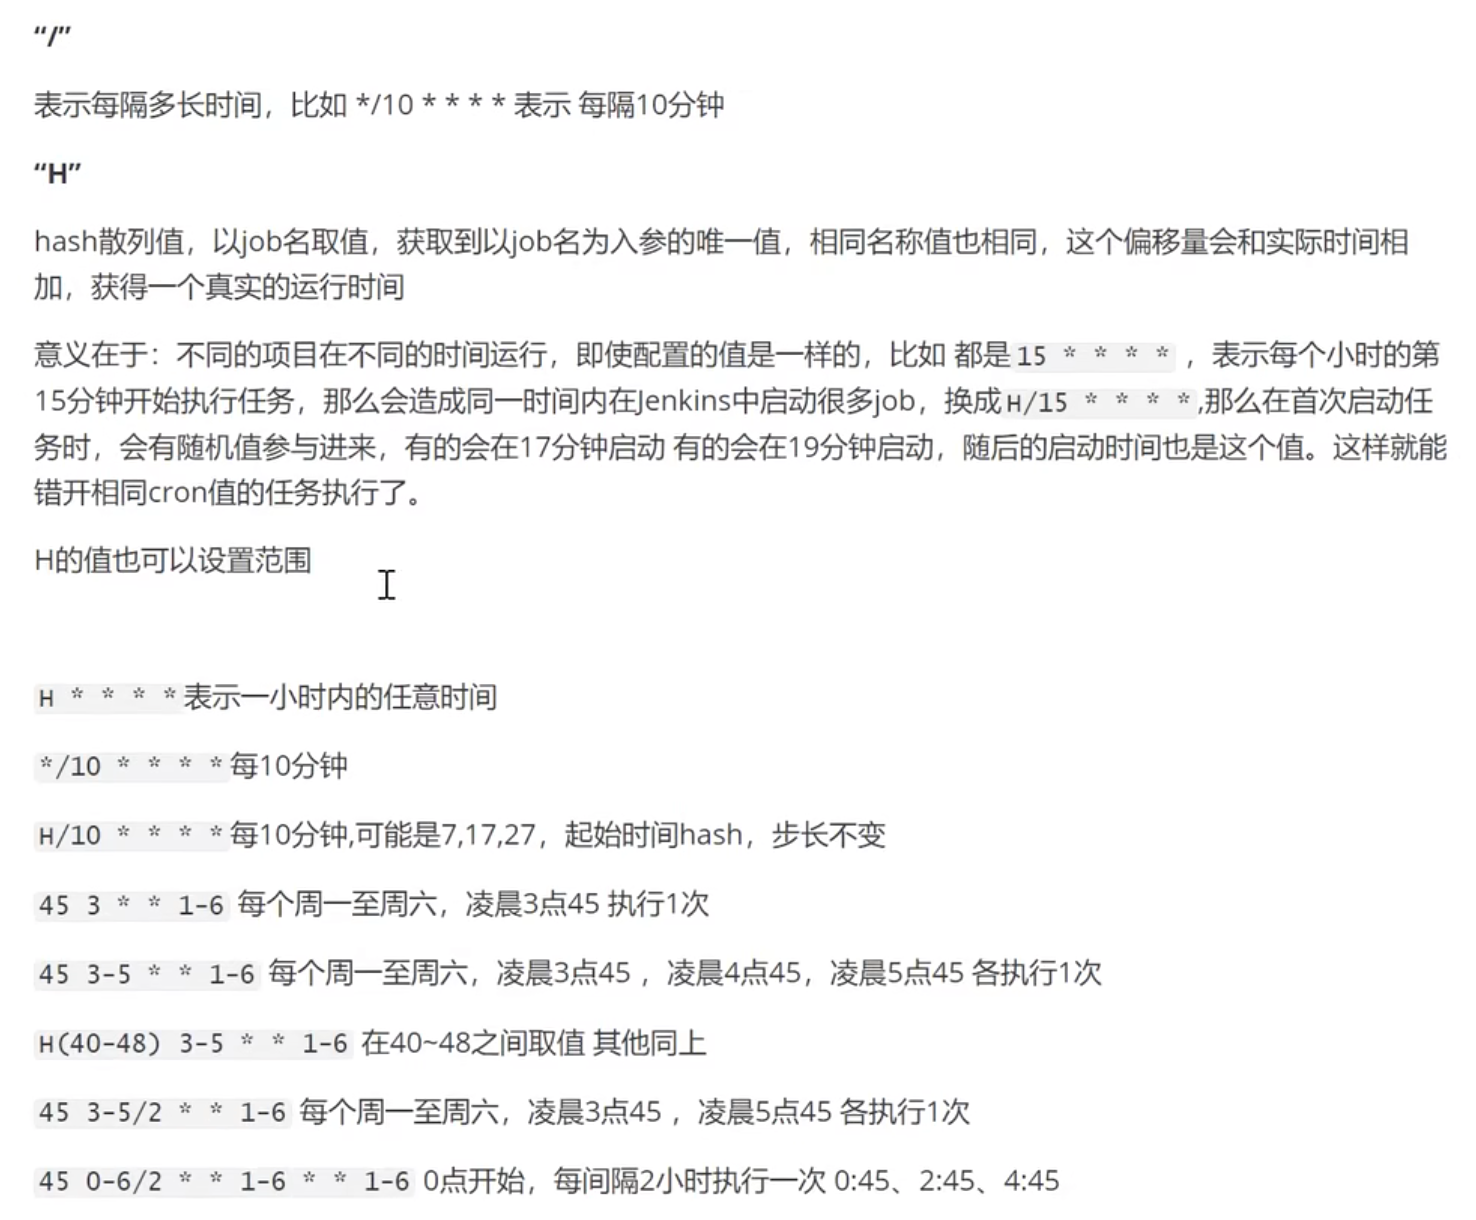 “/”
表示每隔多长时间，比如 */10 * * * * 表示 每隔10分钟
“H”
hash散列值，以job名取值，获取到以job名为入参的唯一值，相同名称值也相同，这个偏移量会和实际时间相
加，获得一个真实的运行时间
意义在于：不同的项目在不同的时间运行，即使配置的值是一样的，比如 都是15 * * * * ，表示每个小时的第
15分钟开始执行任务，那么会造成同一时间内在Jenkins中启动很多job，换成H/15 * * * *,那么在首次启动任
务时，会有随机值参与进来，有的会在17分钟启动 有的会在19分钟启动，随后的启动时间也是这个值。这样就能
错开相同cron值的任务执行了。
H的值也可以设置范围
H * * * *表示一小时内的任意时间
*/10 * * * *每10分钟
H/10 * * * *每10分钟,可能是7,17,27，起始时间hash，步长不变
45 3 * * 1-6 每个周一至周六，凌晨3点45 执行1次
45 3-5 * * 1-6 每个周一至周六，凌晨3点45 ，凌晨4点45，凌晨5点45 各执行1次
H(40-48) 3-5 * * 1-6 在40~48之间取值 其他同上
45 3-5/2 * * 1-6 每个周一至周六，凌晨3点45 ，凌晨5点45 各执行1次
45 0-6/2 * * 1-6 * * 1-6 0点开始，每间隔2小时执行一次 0:45、2:45、4:45